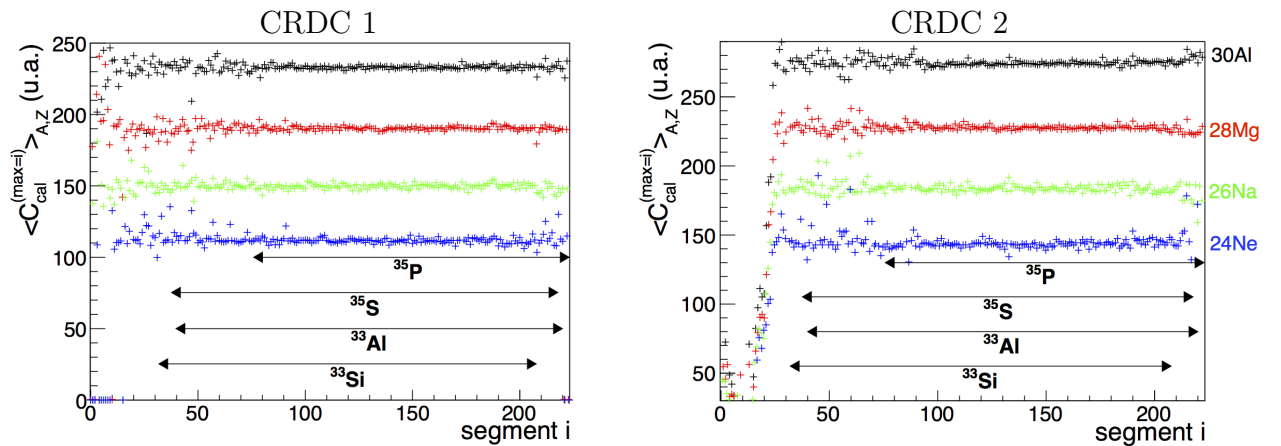 CRDC 1
<C_cal^(max=i)>_A,Z (u.a.)
250
200
150
100
50
0
³⁵P
³⁵S
³³Al
³³Si
0 50 100 150 200
segment i
CRDC 2
<C_cal^(max=i)>_A,Z (u.a.)
250
200
150
100
50
30Al
28Mg
26Na
24Ne
³⁵P
³⁵S
³³Al
³³Si
0 50 100 150 200
segment i